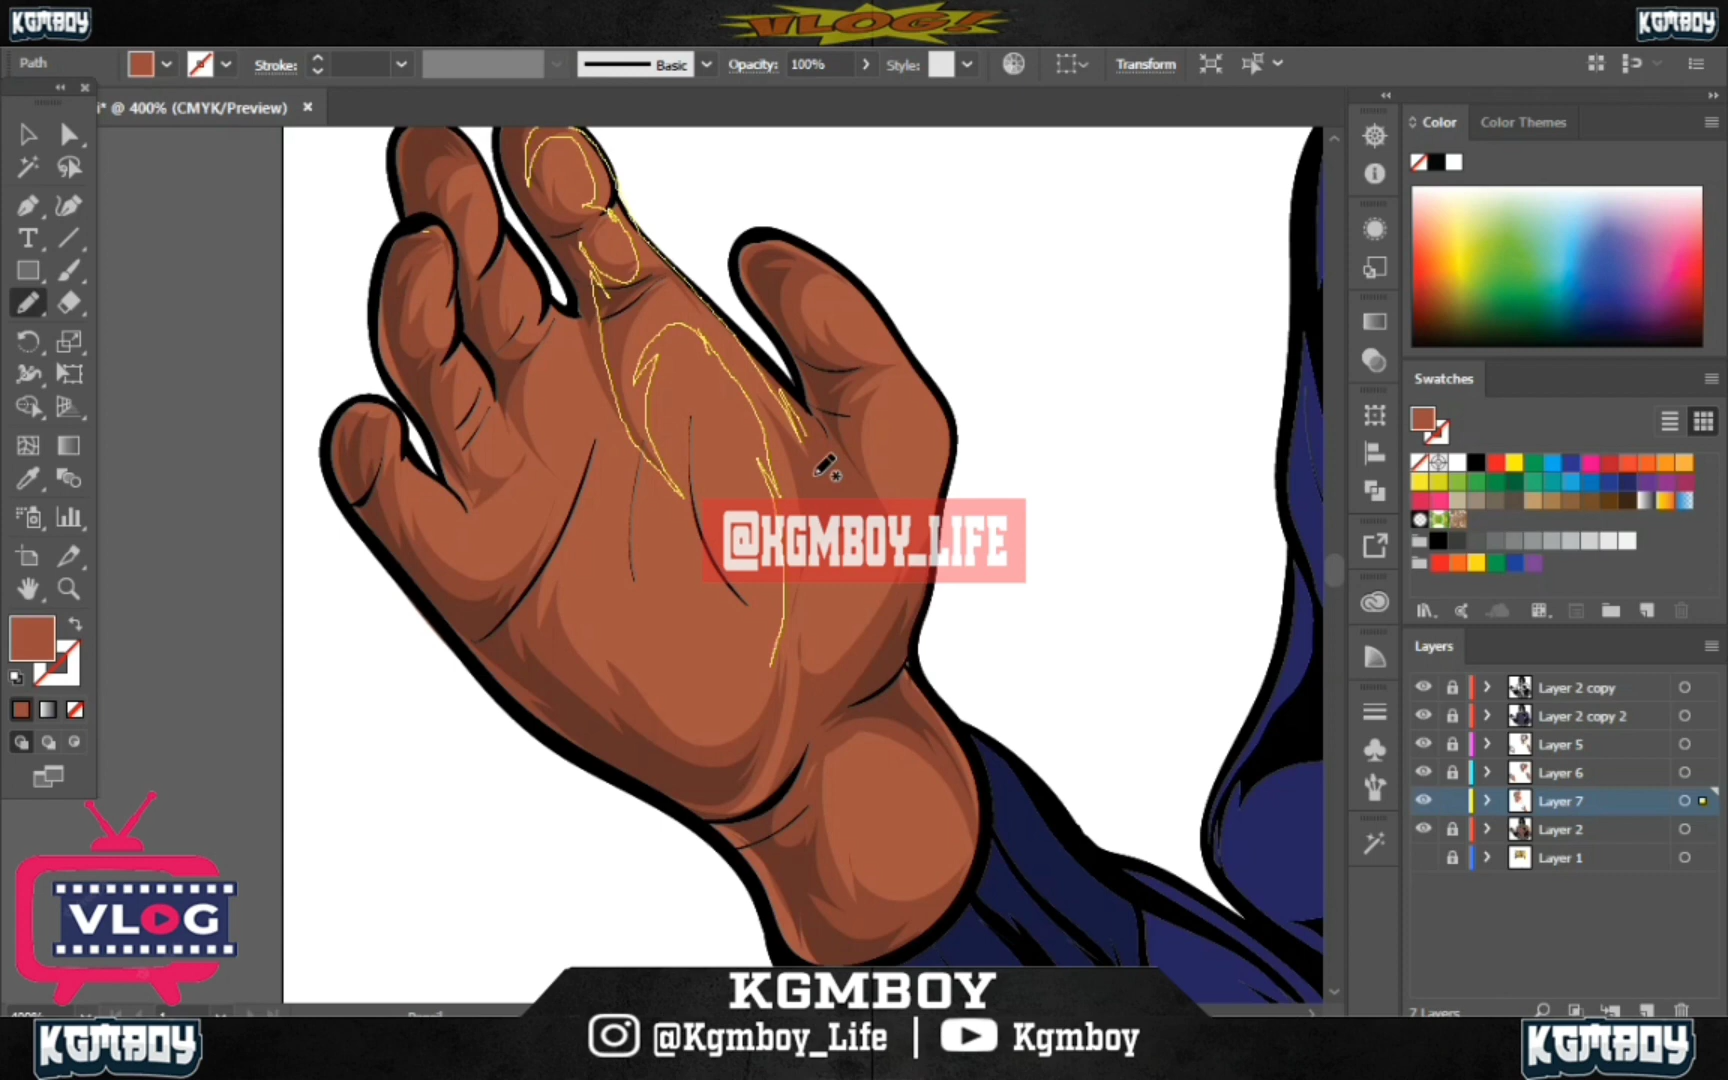 KGMBOY
VLOG!
KGMBOY
Path
Stroke:
Basic
Opacity: 100%
Style:
Transform
i* @ 400% (CMYK/Preview)
Color
Color Themes
Swatches
Layers
Layer 2 copy
Layer 2 copy 2
Layer 5
Layer 6
Layer 7
Layer 2
Layer 1
7 Layers
@KGMBOY_LIFE
VLOG
KGMBOY
@Kgmboy_Life | Kgmboy
KGMBOY
KGMBOY